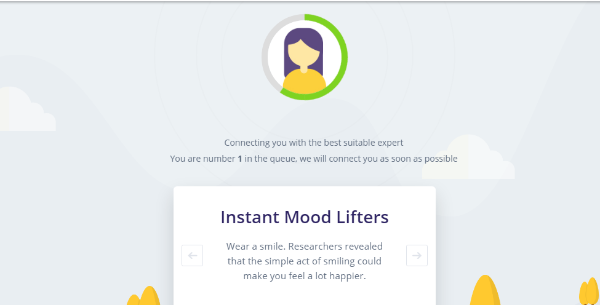 Connecting you with the best suitable expert
You are number 1 in the queue, we will connect you as soon as possible
Instant Mood Lifters
Wear a smile. Researchers revealed
that the simple act of smiling could
make you feel a lot happier.